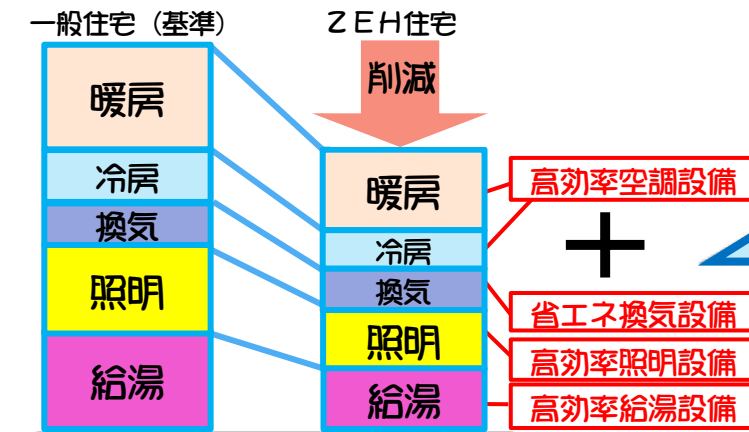 一般住宅（基準）
ＺＥＨ住宅
削減
暖房
冷房
換気
照明
給湯
暖房
冷房
換気
照明
給湯
高効率空調設備
＋
省エネ換気設備
高効率照明設備
高効率給湯設備